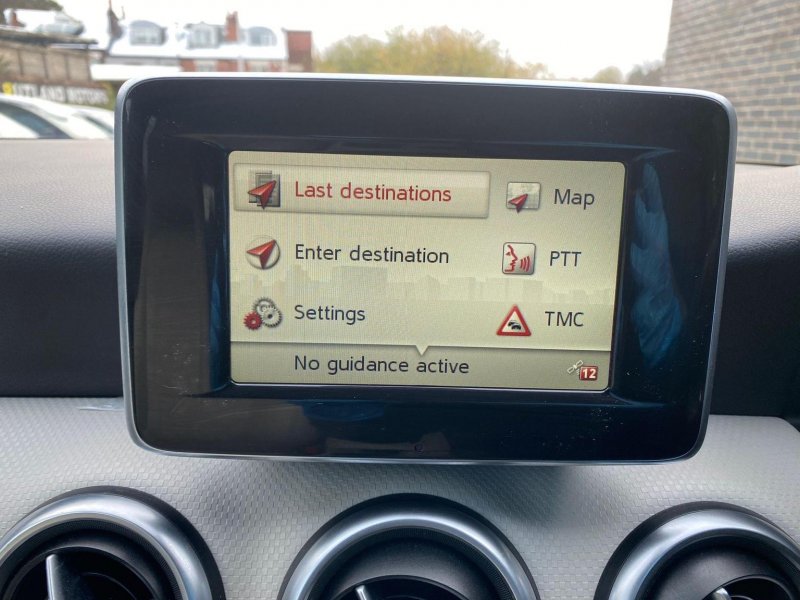 Last destinations
Map
Enter destination
PTT
Settings
TMC
No guidance active
12